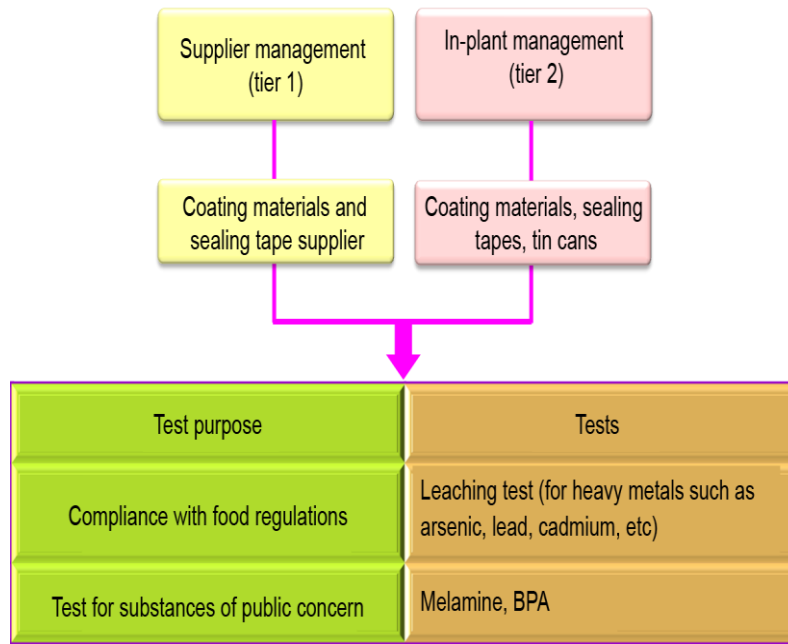 Supplier management
(tier 1)
In-plant management
(tier 2)
Coating materials and
sealing tape supplier
Coating materials, sealing
tapes, tin cans
Test purpose
Tests
Compliance with food regulations
Leaching test (for heavy metals such as
arsenic, lead, cadmium, etc)
Test for substances of public concern
Melamine, BPA